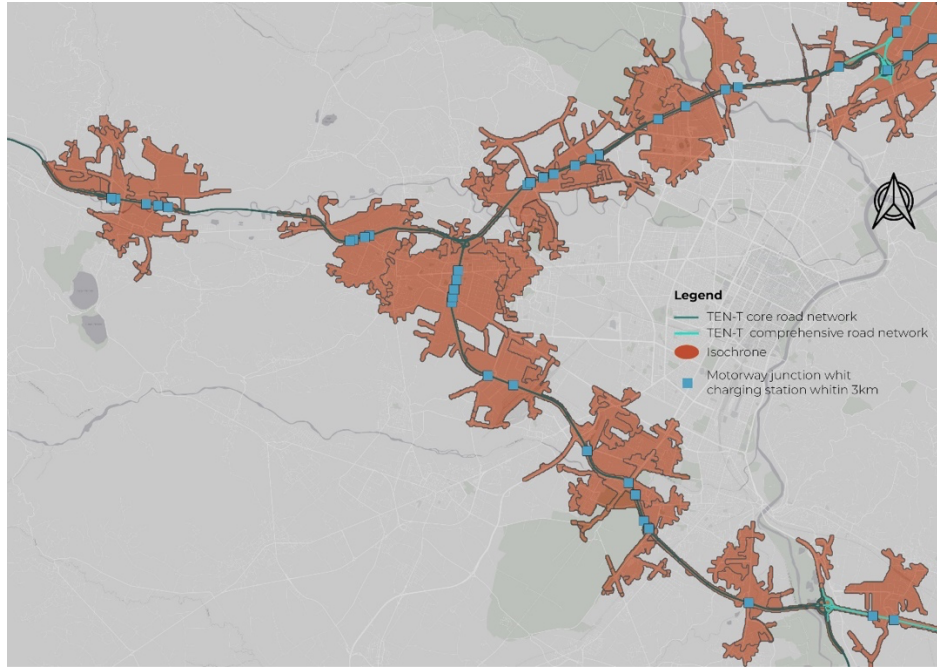 Legend
TEN-T core road network
TEN-T comprehensive road network
Isochrone
Motorway junction whit
charging station whitin 3km